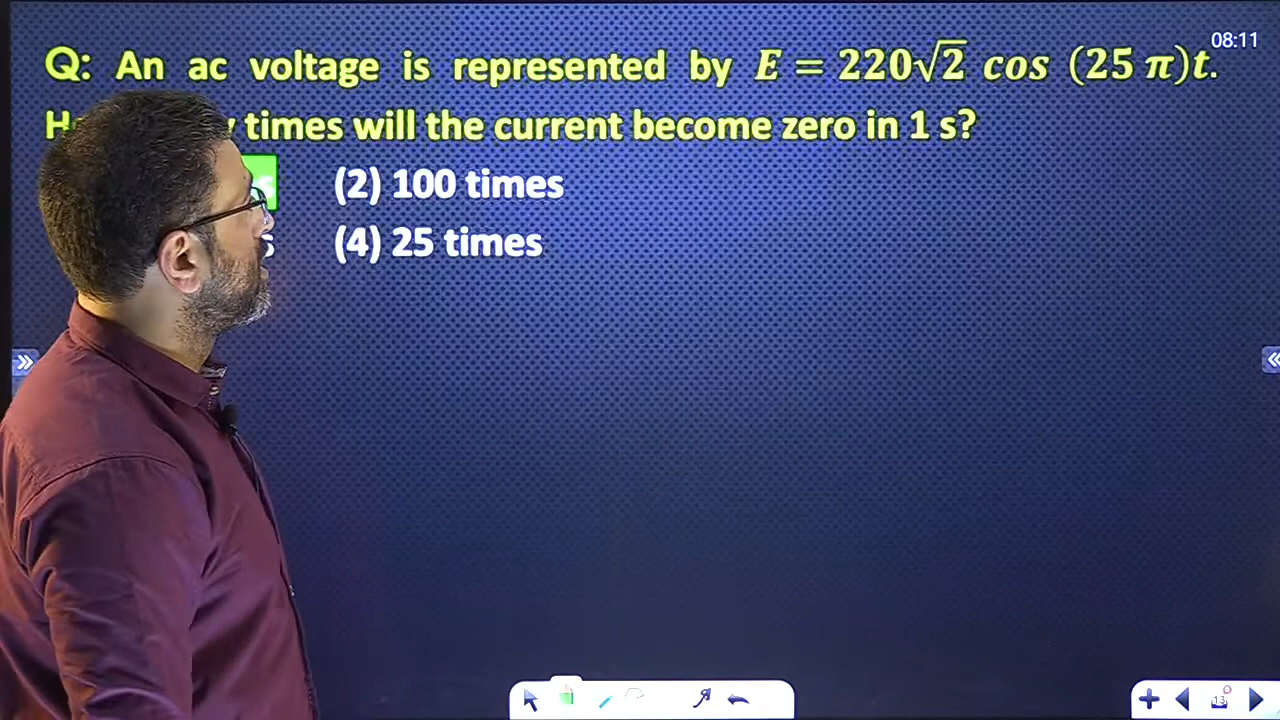 08:11
Q: An ac voltage is represented by E = 220√2 cos (25 π)t.
times will the current become zero in 1 s?
(2) 100 times
(4) 25 times
13